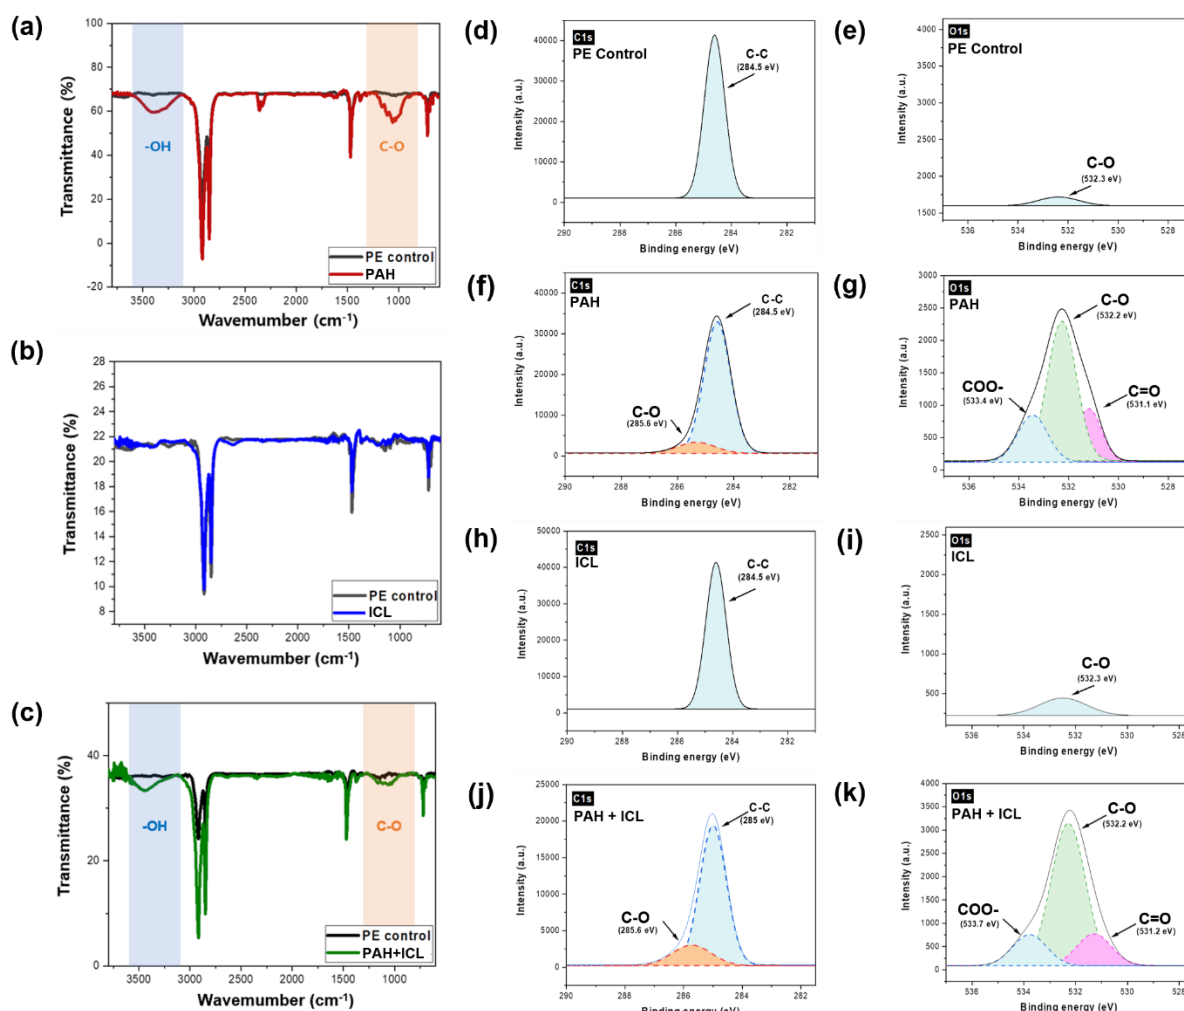 (a)
100
80
60
40
20
0
-20
-OH
C-O
PE control
PAH
3500 3000 2500 2000 1500 1000
Transmittance (%)
Wavemumber (cm-1)
(b)
28
26
24
22
20
18
16
14
12
10
8
PE control
ICL
3500 3000 2500 2000 1500 1000
Transmittance (%)
Wavemumber (cm-1)
(c)
40
20
0
-OH
C-O
PE control
PAH+ICL
3500 3000 2500 2000 1500 1000
Transmittance (%)
Wavemumber (cm-1)
(d)
C1s
PE Control
C-C
(284.5 eV)
40000
30000
20000
10000
0
290 288 286 284 282
Intensity (a.u.)
Binding energy (eV)
(e)
O1s
PE Control
C-O
(532.3 eV)
4000
3500
3000
2500
2000
1500
536 534 532 530 528
Intensity (a.u.)
Binding energy (eV)
(f)
C1s
PAH
C-C
(284.5 eV)
C-O
(285.6 eV)
40000
30000
20000
10000
0
290 288 286 284 282
Intensity (a.u.)
Binding energy (eV)
(g)
O1s
PAH
C-O
(532.2 eV)
COO-
(533.4 eV)
C=O
(531.1 eV)
3000
2500
2000
1500
1000
500
0
536 534 532 530 528
Intensity (a.u.)
Binding energy (eV)
(h)
C1s
ICL
C-C
(284.5 eV)
50000
40000
30000
20000
10000
0
290 288 286 284 282
Intensity (a.u.)
Binding energy (eV)
(i)
O1s
ICL
C-O
(532.3 eV)
2500
2000
1500
1000
500
536 534 532 530 528
Intensity (a.u.)
Binding energy (eV)
(j)
C1s
PAH + ICL
C-C
(285 eV)
C-O
(285.6 eV)
25000
20000
15000
10000
5000
0
290 288 286 284 282
Intensity (a.u.)
Binding energy (eV)
(k)
O1s
PAH + ICL
C-O
(532.2 eV)
COO-
(533.7 eV)
C=O
(531.2 eV)
4000
3500
3000
2500
2000
1500
1000
500
0
536 534 532 530 528
Intensity (a.u.)
Binding energy (eV)